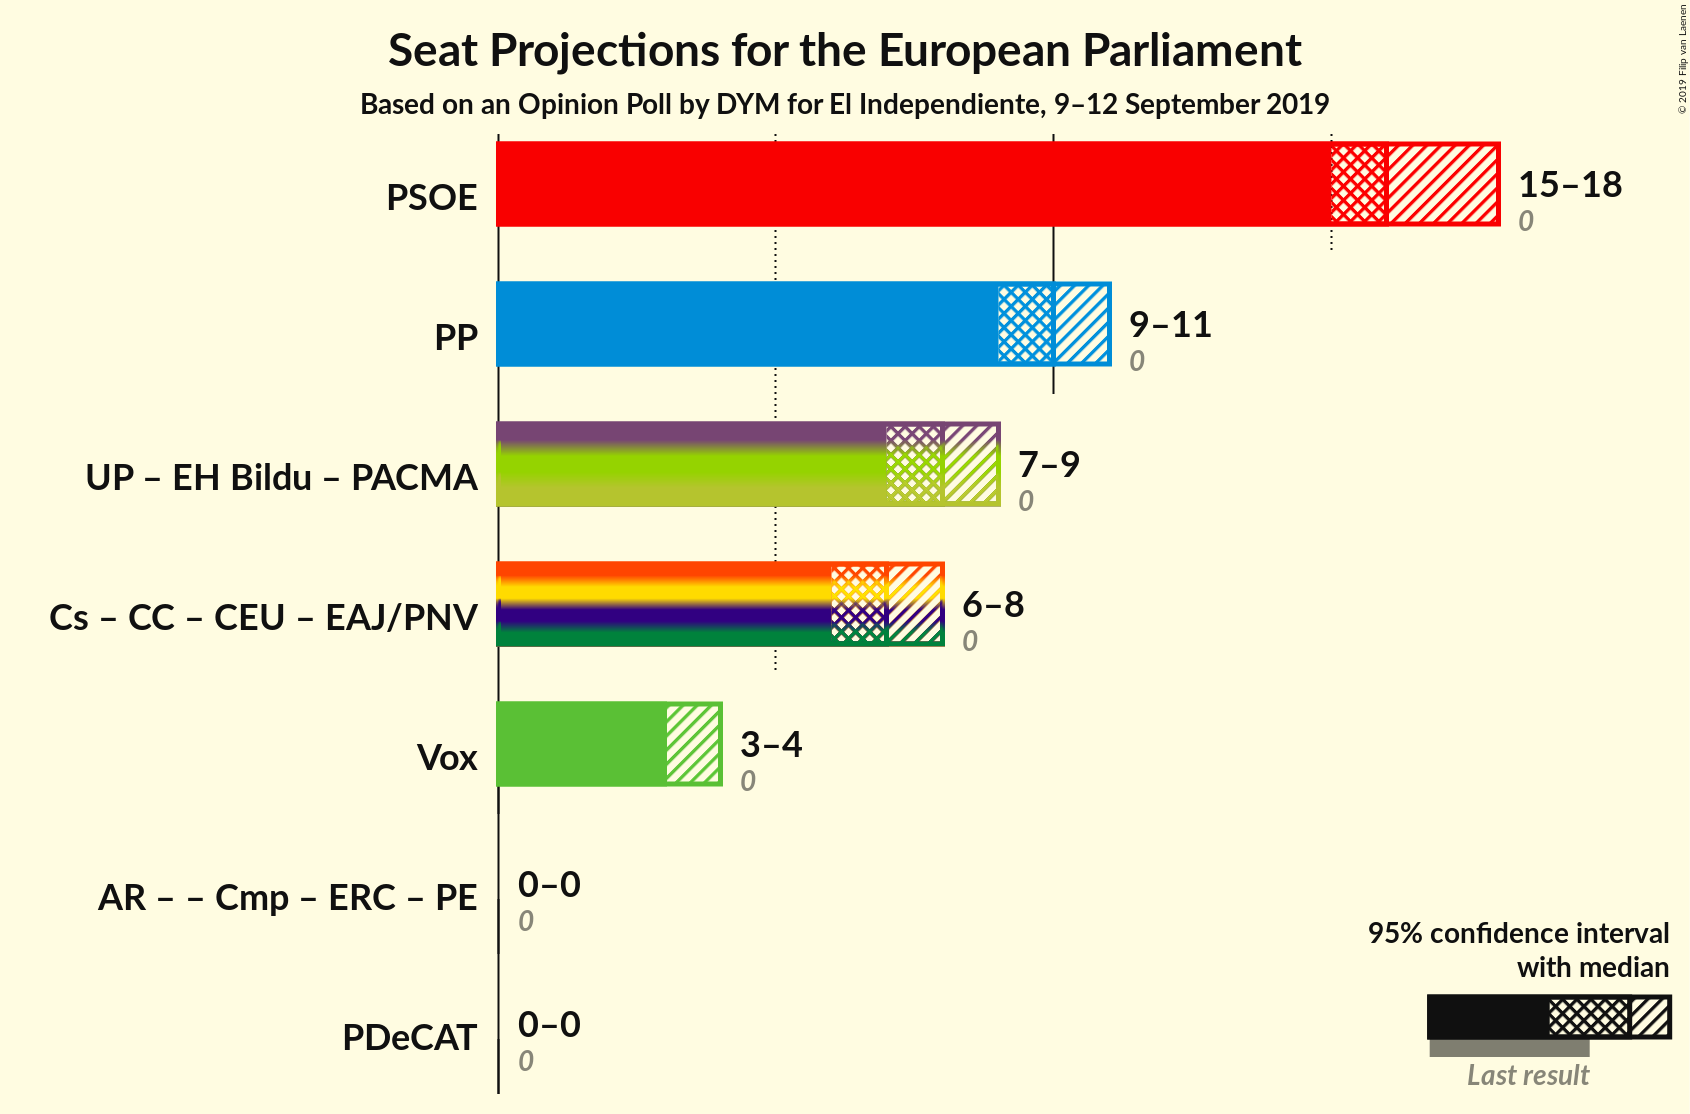 Seat Projections for the European Parliament
Based on an Opinion Poll by DYM for El Independiente, 9–12 September 2019
© 2019 Filip van Laenen
PSOE
15–18
0
PP
9–11
0
UP – EH Bildu – PACMA
7–9
0
Cs – CC – CEU – EAJ/PNV
6–8
0
Vox
3–4
0
AR – – Cmp – ERC – PE
0–0
0
PDeCAT
0–0
0
95% confidence interval
with median
Last result